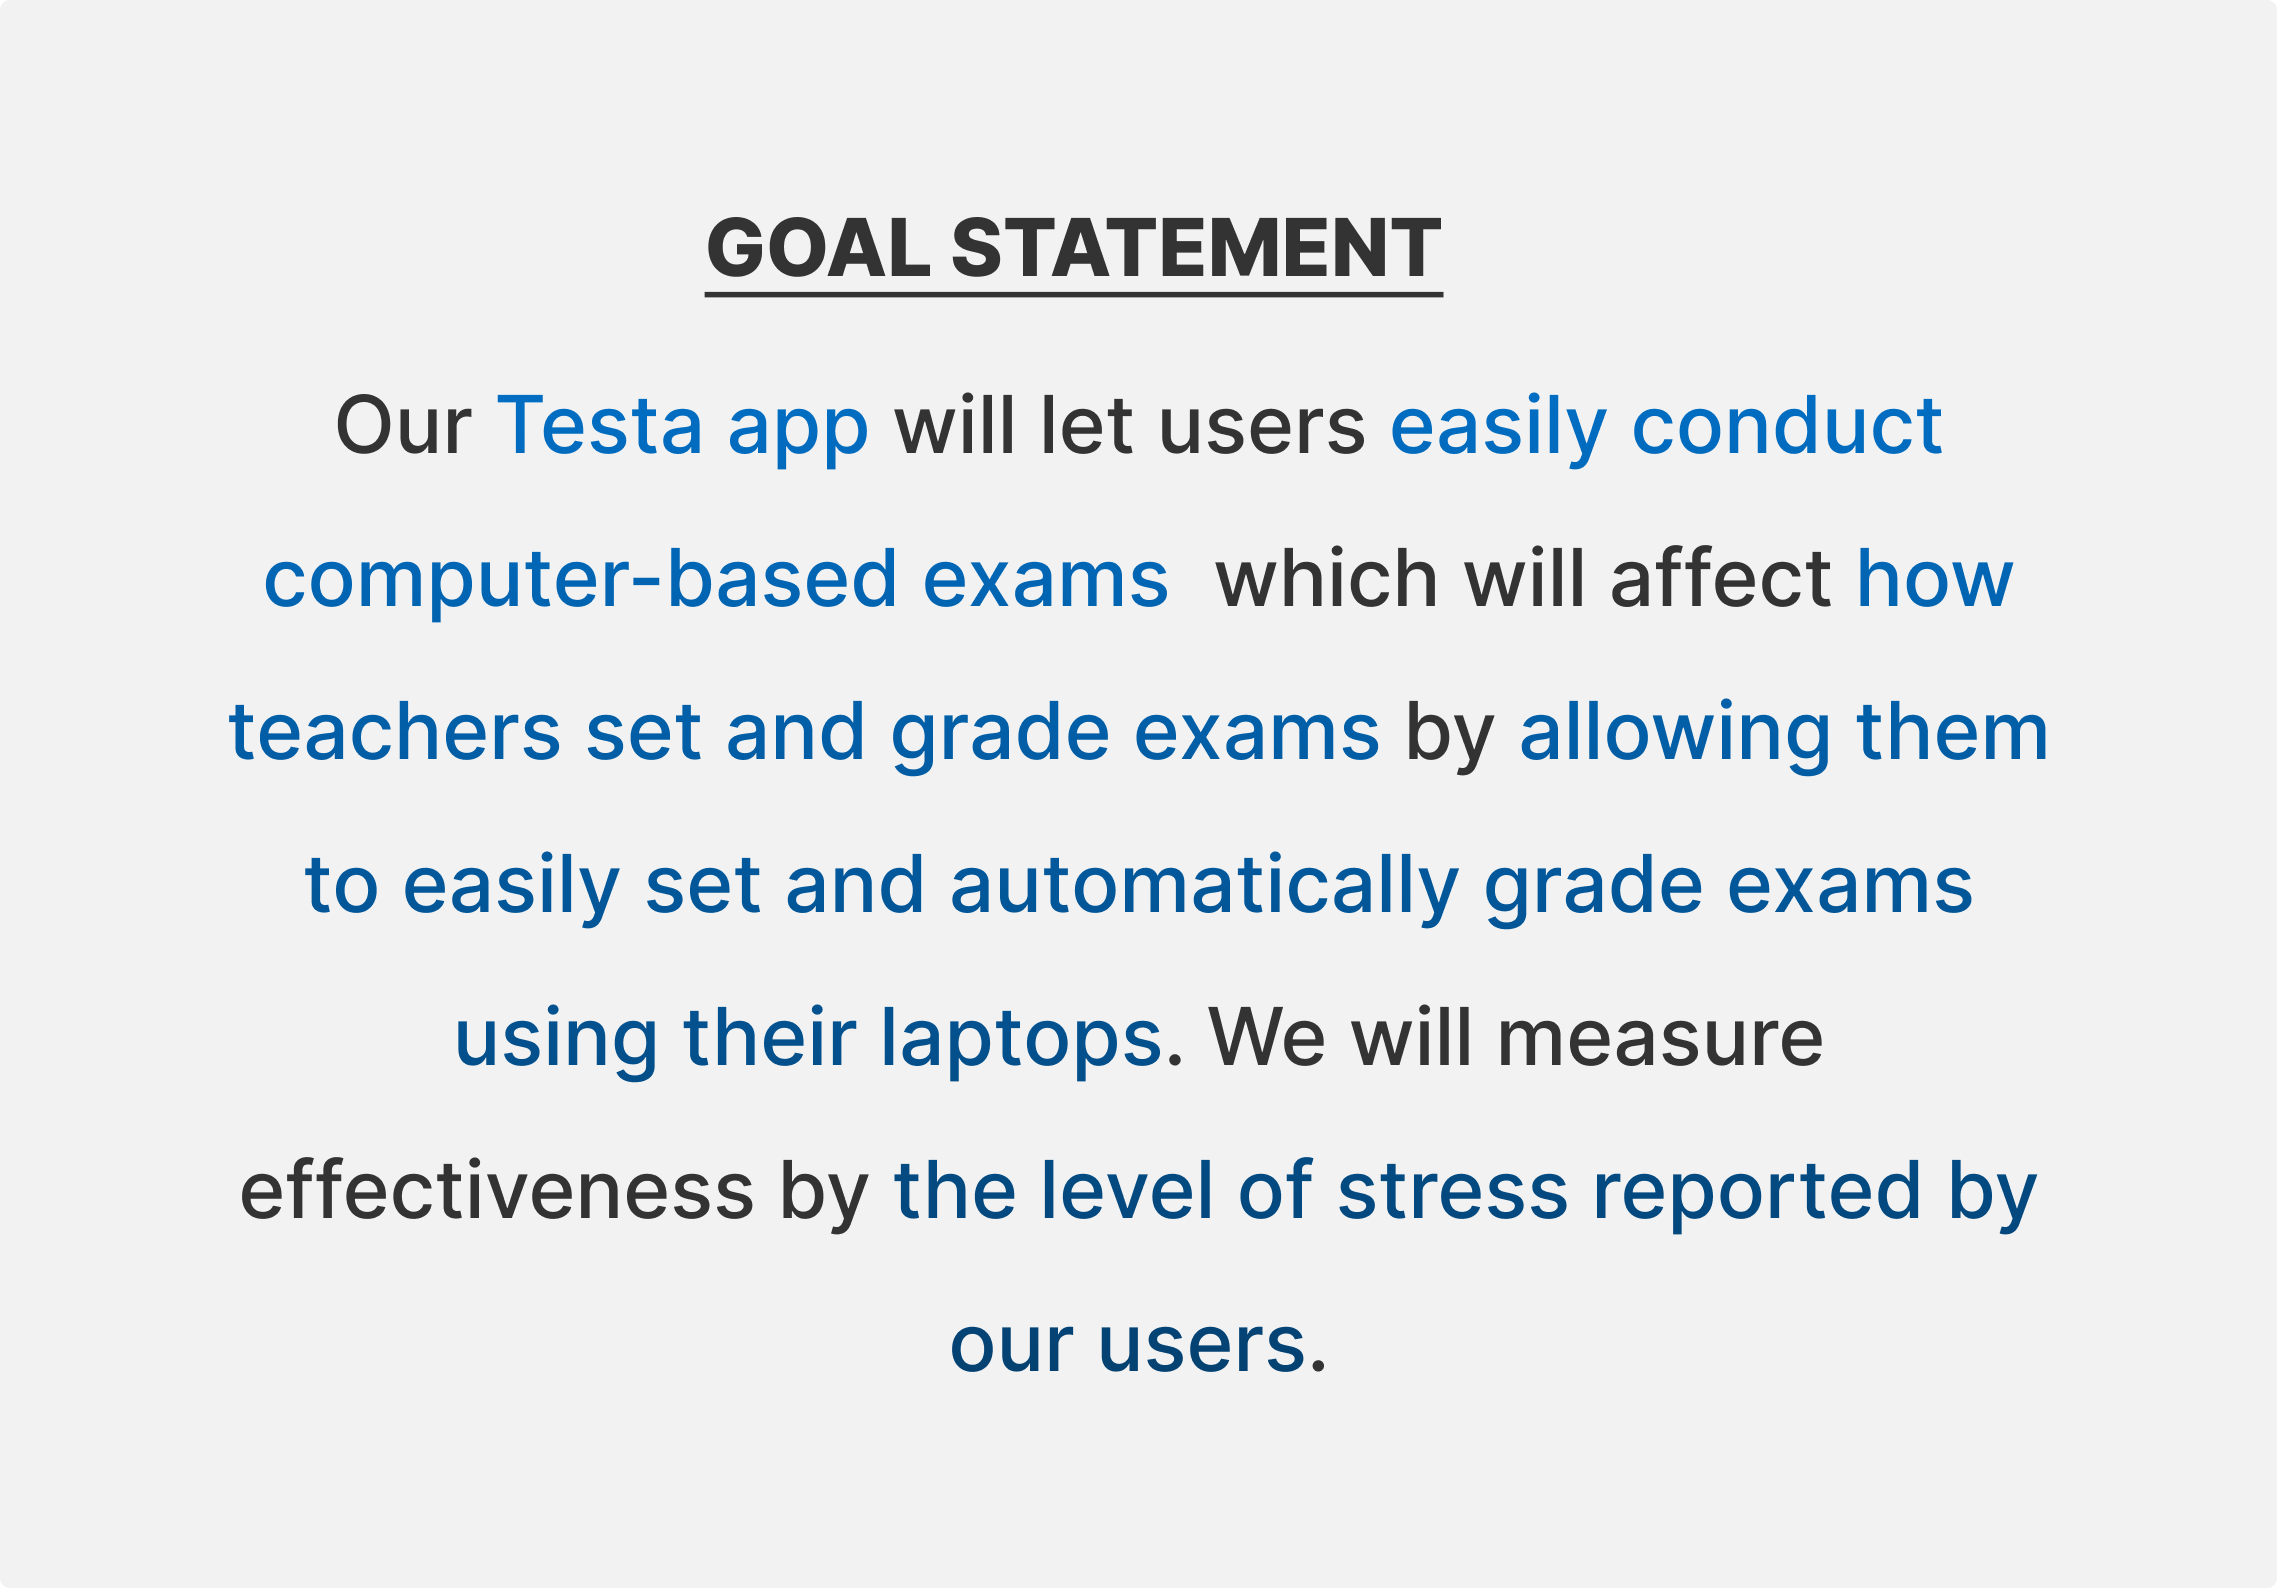 GOAL STATEMENT
Our Testa app will let users easily conduct
computer-based exams  which will affect how
teachers set and grade exams by allowing them
to easily set and automatically grade exams
using their laptops. We will measure
effectiveness by the level of stress reported by
our users.